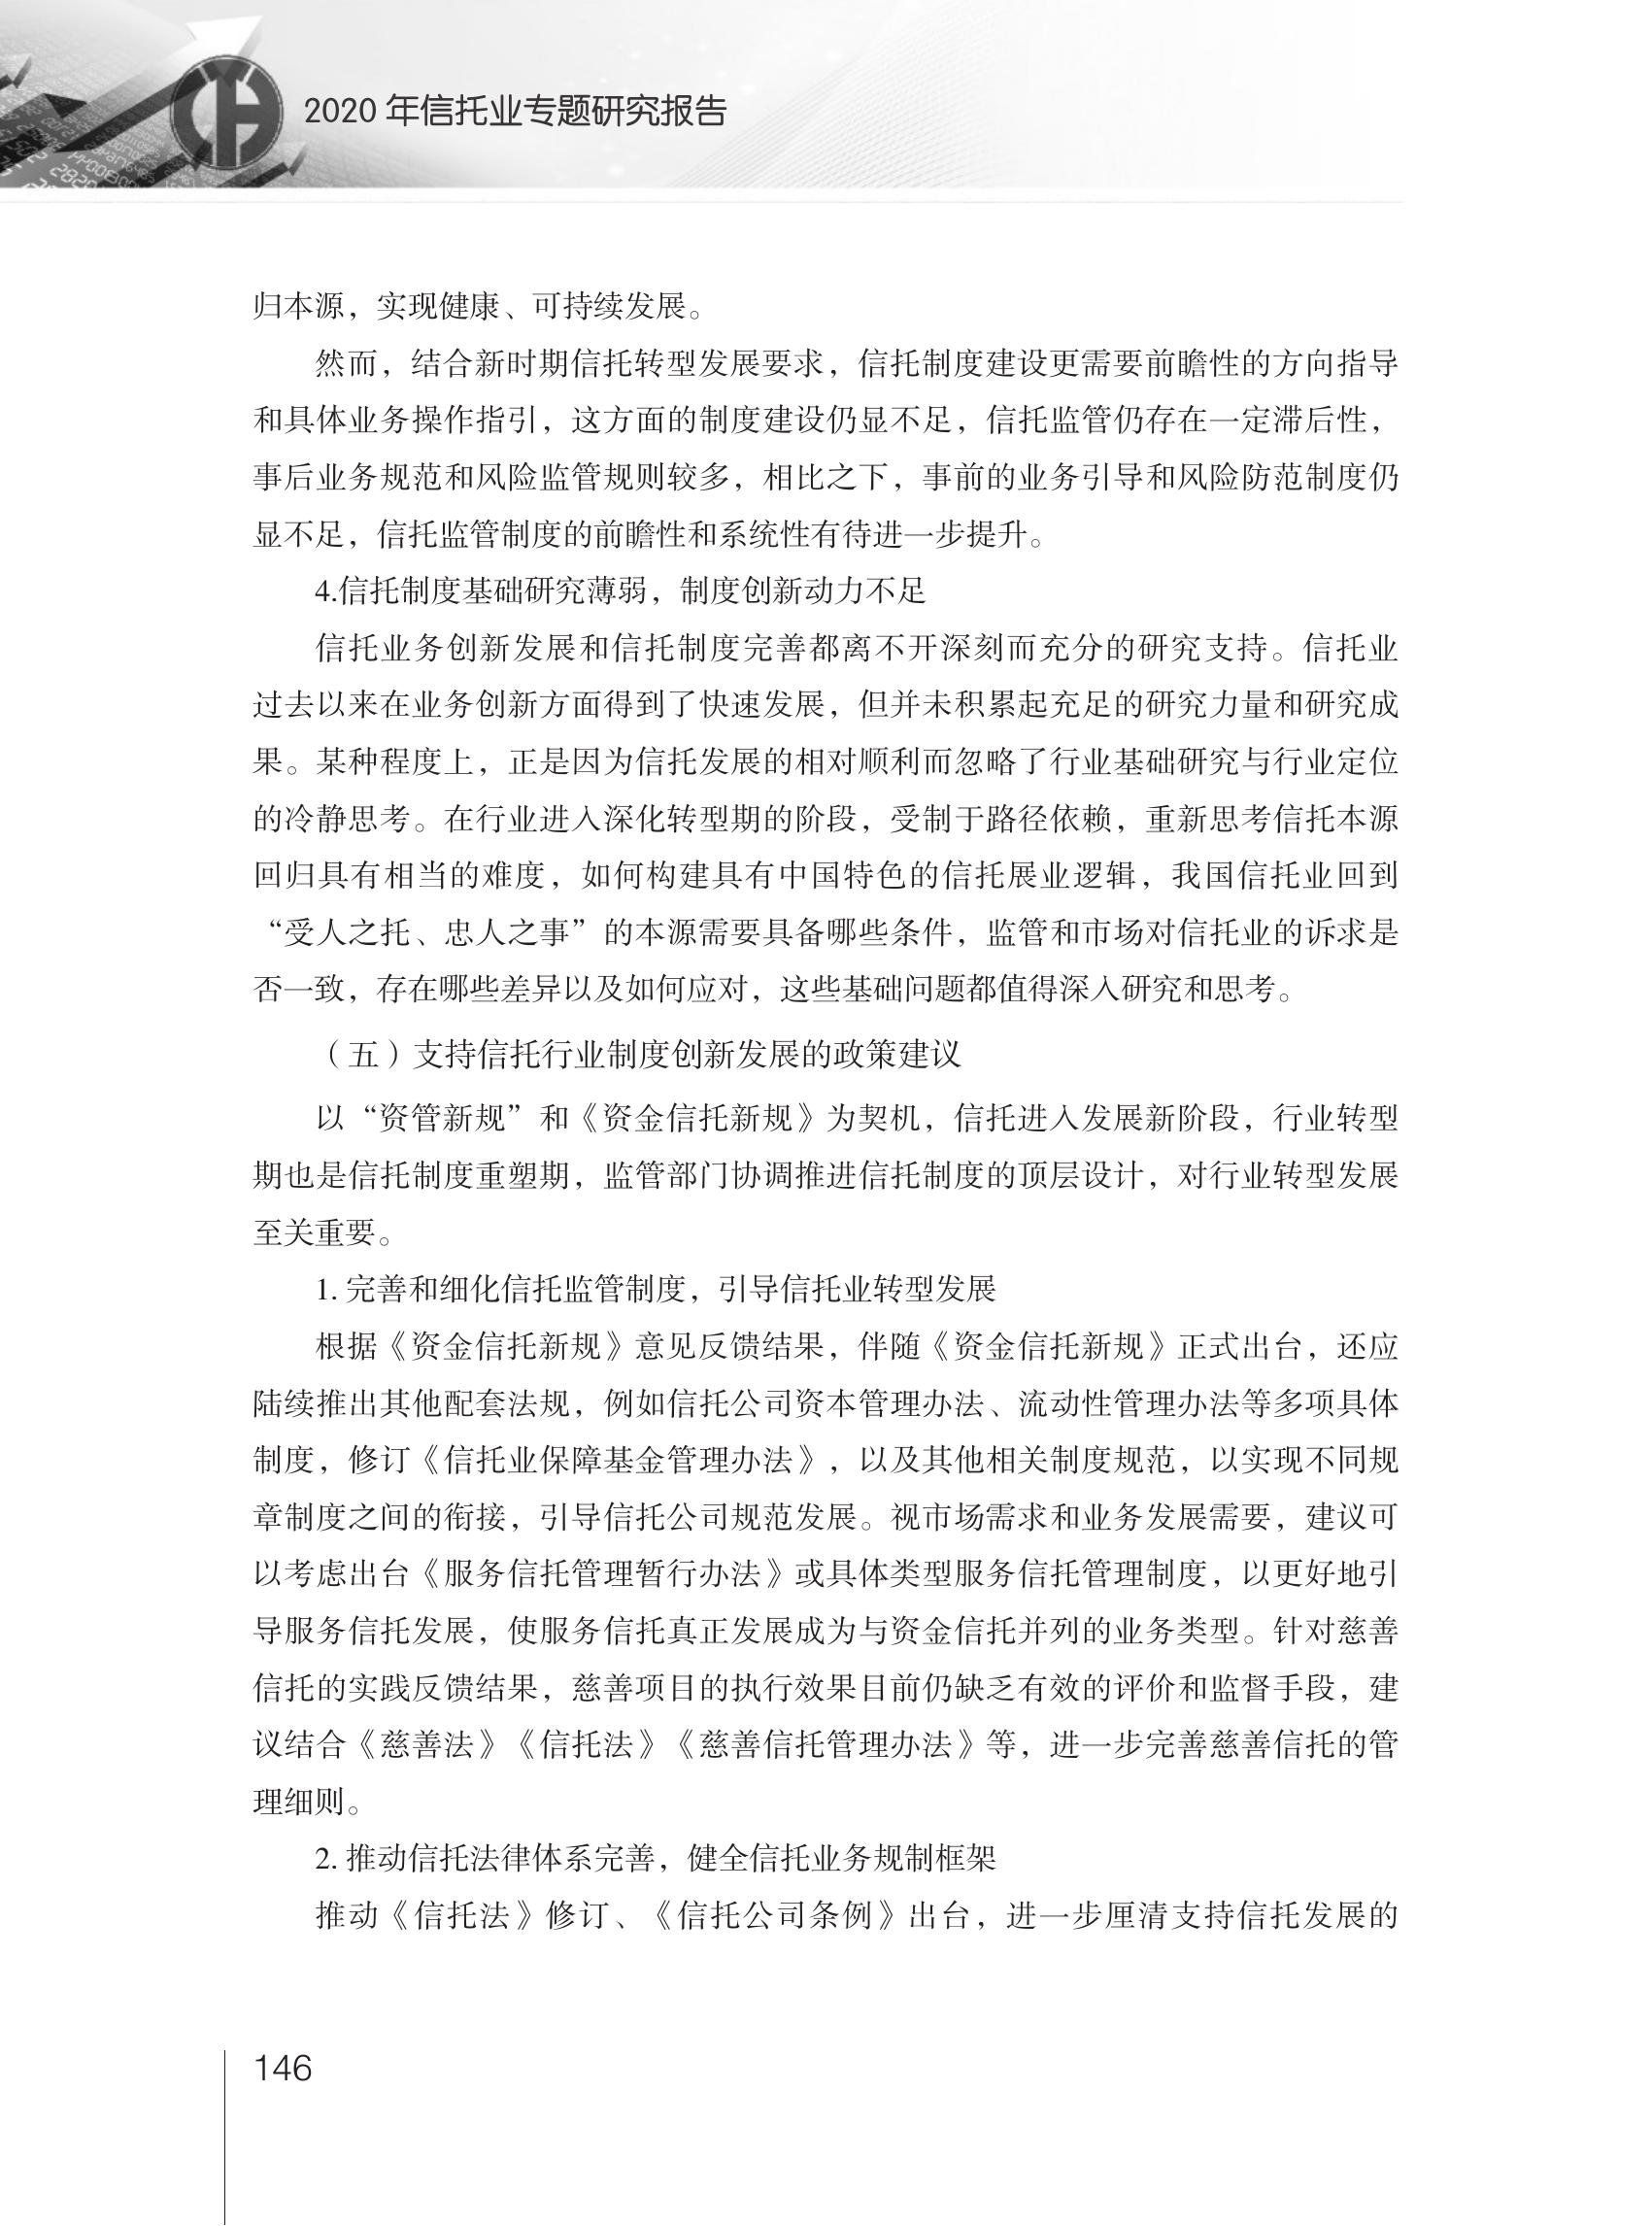 2020 年信托业专题研究报告
归本源，实现健康、可持续发展。
然而，结合新时期信托转型发展要求，信托制度建设更需要前瞻性的方向指导
和具体业务操作指引，这方面的制度建设仍显不足，信托监管仍存在一定滞后性，
事后业务规范和风险监管规则较多，相比之下，事前的业务引导和风险防范制度仍
显不足，信托监管制度的前瞻性和系统性有待进一步提升。
4.信托制度基础研究薄弱，制度创新动力不足
信托业务创新发展和信托制度完善都离不开深刻而充分的研究支持。信托业
过去以来在业务创新方面得到了快速发展，但并未积累起充足的研究力量和研究成
果。某种程度上，正是因为信托发展的相对顺利而忽略了行业基础研究与行业定位
的冷静思考。在行业进入深化转型期的阶段，受制于路径依赖，重新思考信托本源
回归具有相当的难度，如何构建具有中国特色的信托展业逻辑，我国信托业回到
“受人之托、忠人之事”的本源需要具备哪些条件，监管和市场对信托业的诉求是
否一致，存在哪些差异以及如何应对，这些基础问题都值得深入研究和思考。
（五）支持信托行业制度创新发展的政策建议
以“资管新规”和《资金信托新规》为契机，信托进入发展新阶段，行业转型
期也是信托制度重塑期，监管部门协调推进信托制度的顶层设计，对行业转型发展
至关重要。
1. 完善和细化信托监管制度，引导信托业转型发展
根据《资金信托新规》意见反馈结果，伴随《资金信托新规》正式出台，还应
陆续推出其他配套法规，例如信托公司资本管理办法、流动性管理办法等多项具体
制度，修订《信托业保障基金管理办法》，以及其他相关制度规范，以实现不同规
章制度之间的衔接，引导信托公司规范发展。视市场需求和业务发展需要，建议可
以考虑出台《服务信托管理暂行办法》或具体类型服务信托管理制度，以更好地引
导服务信托发展，使服务信托真正发展成为与资金信托并列的业务类型。针对慈善
信托的实践反馈结果，慈善项目的执行效果目前仍缺乏有效的评价和监督手段，建
议结合《慈善法》《信托法》《慈善信托管理办法》等，进一步完善慈善信托的管
理细则。
2. 推动信托法律体系完善，健全信托业务规制框架
推动《信托法》修订、《信托公司条例》出台，进一步厘清支持信托发展的
146